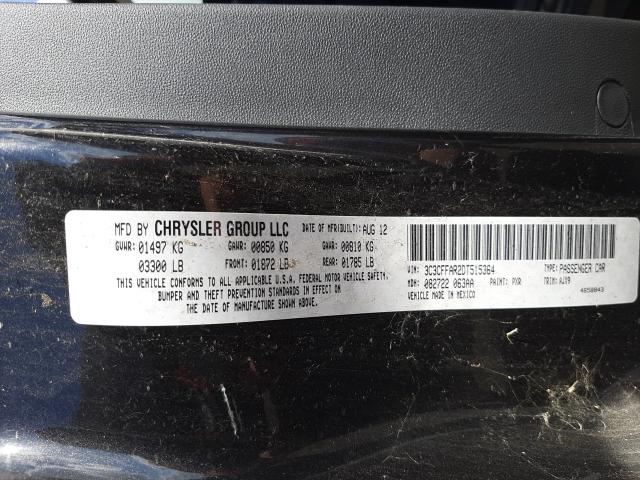 MFD BY CHRYSLER GROUP LLC DATE OF MFR(BUILT): AUG 12
GVWR: 01497 KG GAWR: 00850 KG GAWR: 00810 KG
03300 LB FRONT: 01872 LB REAR: 01785 LB
THIS VEHICLE CONFORMS TO ALL APPLICABLE U.S.A. FEDERAL MOTOR VEHICLE SAFETY,
BUMPER AND THEFT PREVENTION STANDARDS IN EFFECT ON
THE DATE OF MANUFACTURE SHOWN ABOVE.
VIN: 3C3CFFAR2DT515364 TYPE: PASSENGER CAR
MDH: 082722 063AA PAINT: PXR TRIM: AJX9
VEHICLE MADE IN MEXICO 4658843